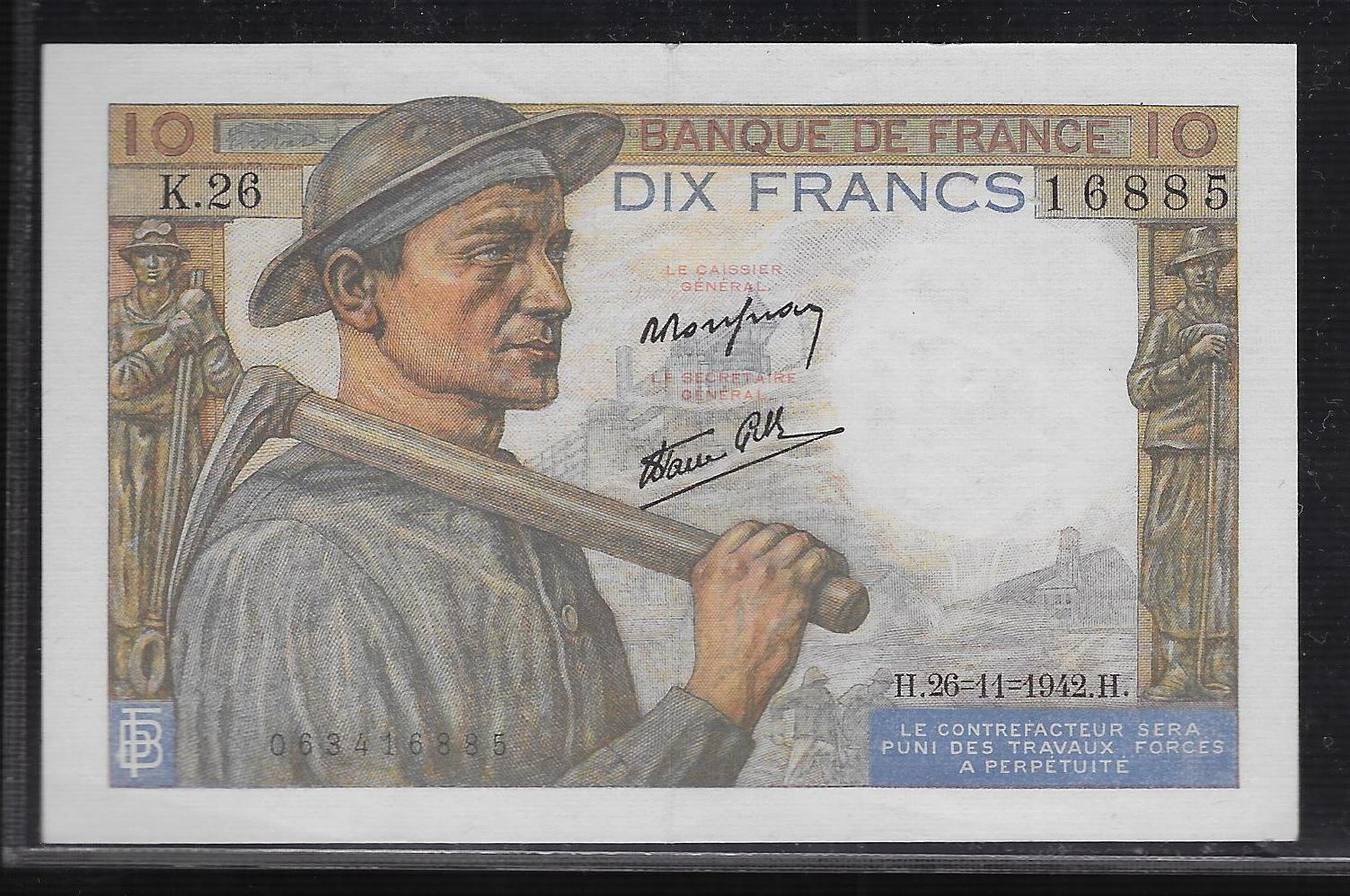 10 BANQUE DE FRANCE 10
K.26 DIX FRANCS 16885
LE CAISSIER
GÉNÉRAL
LE SECRÉTAIRE
GÉNÉRAL
H.26=11=1942.H.
063416885
LE CONTREFACTEUR SERA
PUNI DES TRAVAUX FORCÉS
A PERPÉTUITÉ